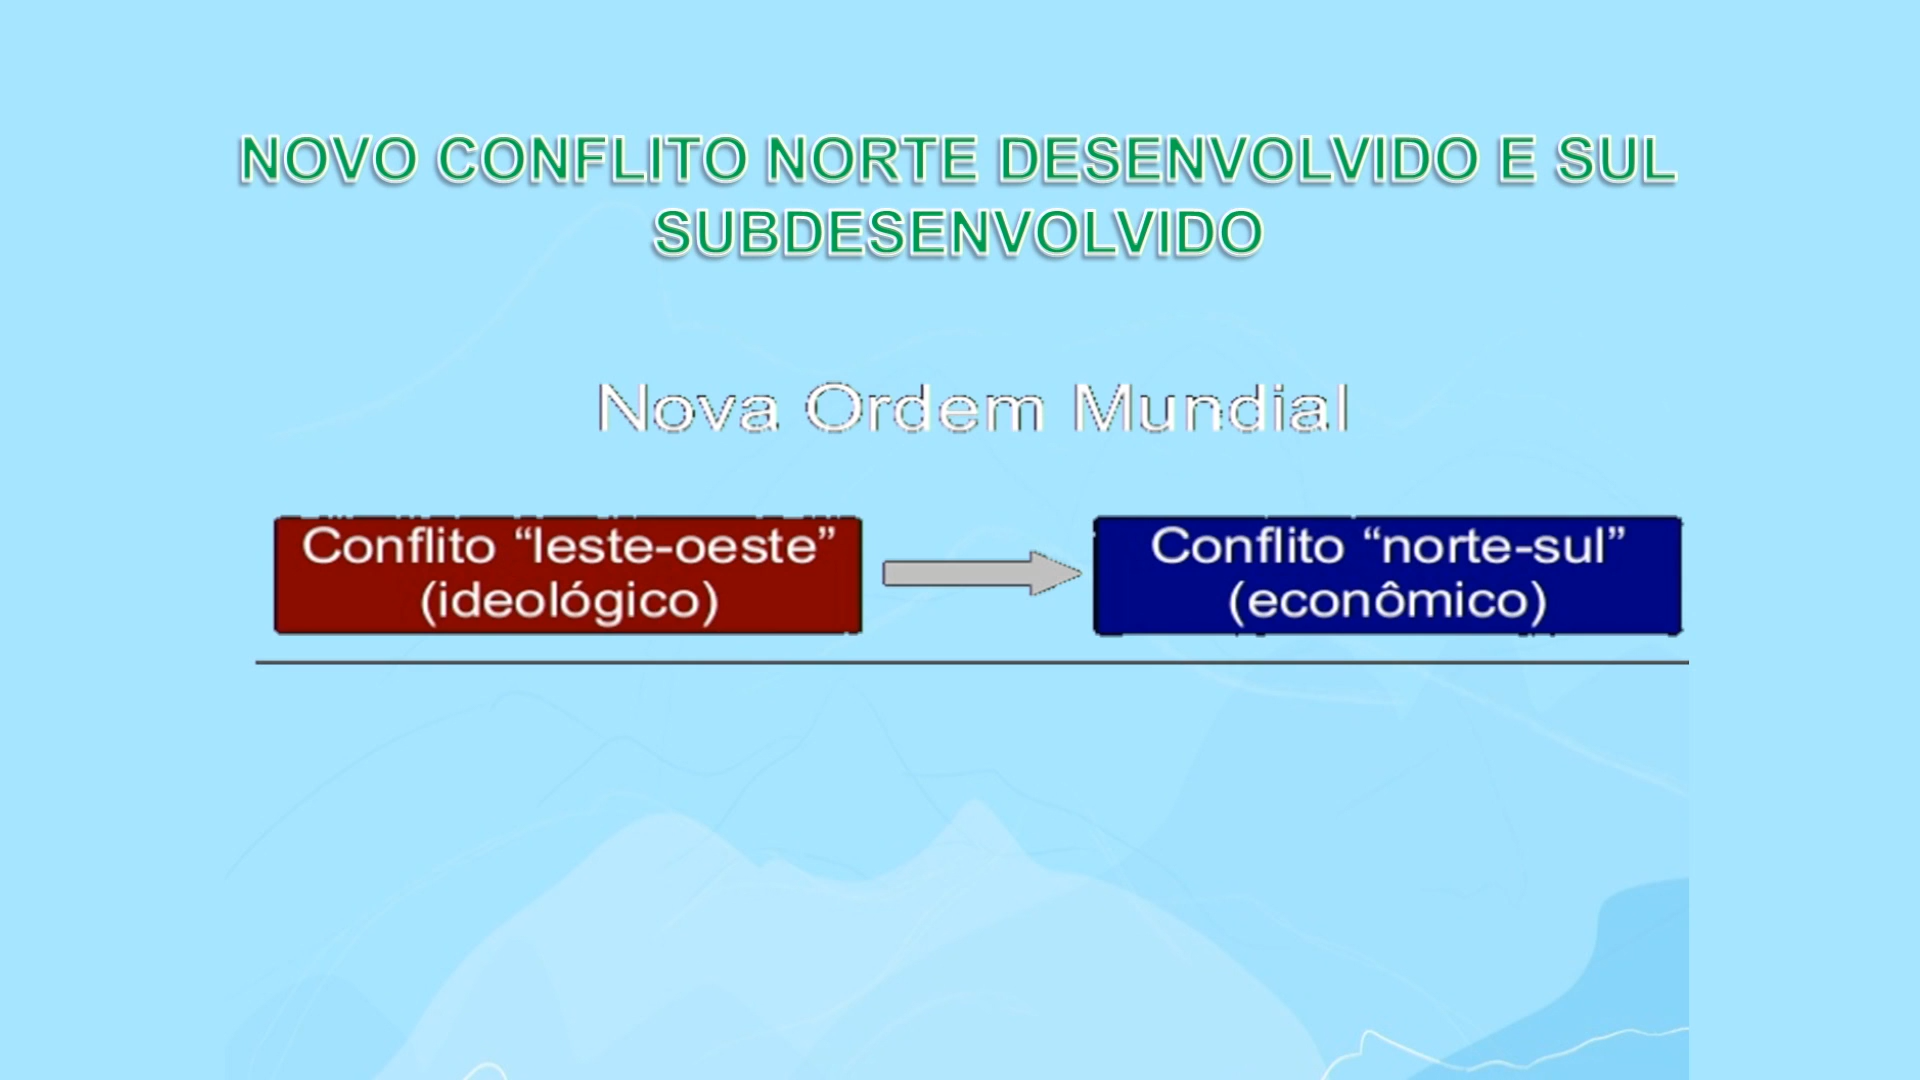 NOVO CONFLITO NORTE DESENVOLVIDO E SUL
SUBDESENVOLVIDO
Nova Ordem Mundial
Conflito “leste-oeste”
(ideológico)
Conflito “norte-sul”
(econômico)